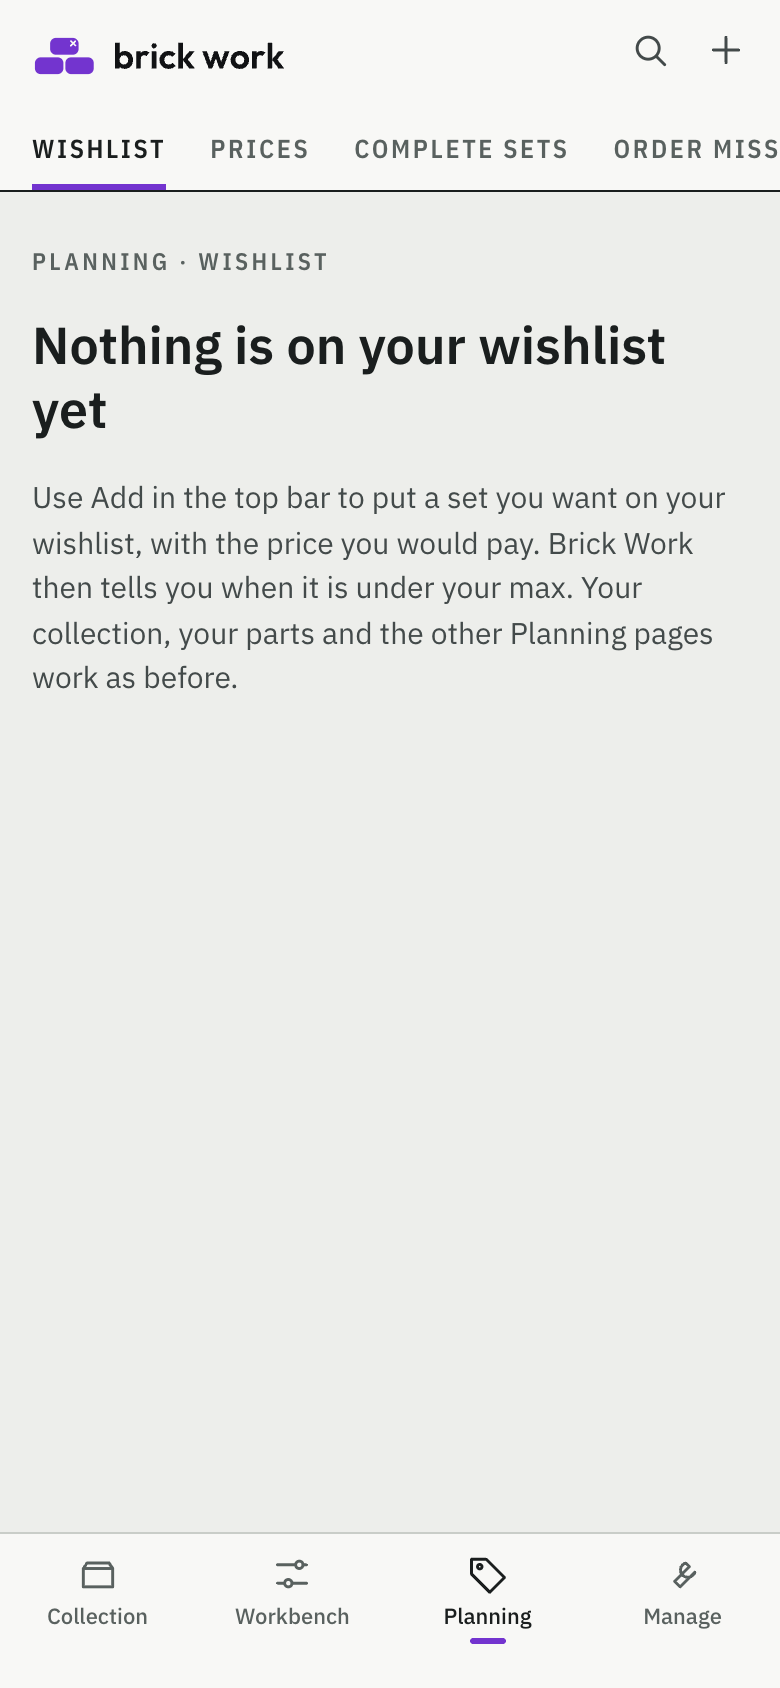 brick work
WISHLIST PRICES COMPLETE SETS ORDER MISS
PLANNING · WISHLIST
Nothing is on your wishlist
yet
Use Add in the top bar to put a set you want on your
wishlist, with the price you would pay. Brick Work
then tells you when it is under your max. Your
collection, your parts and the other Planning pages
work as before.
Collection Workbench Planning Manage